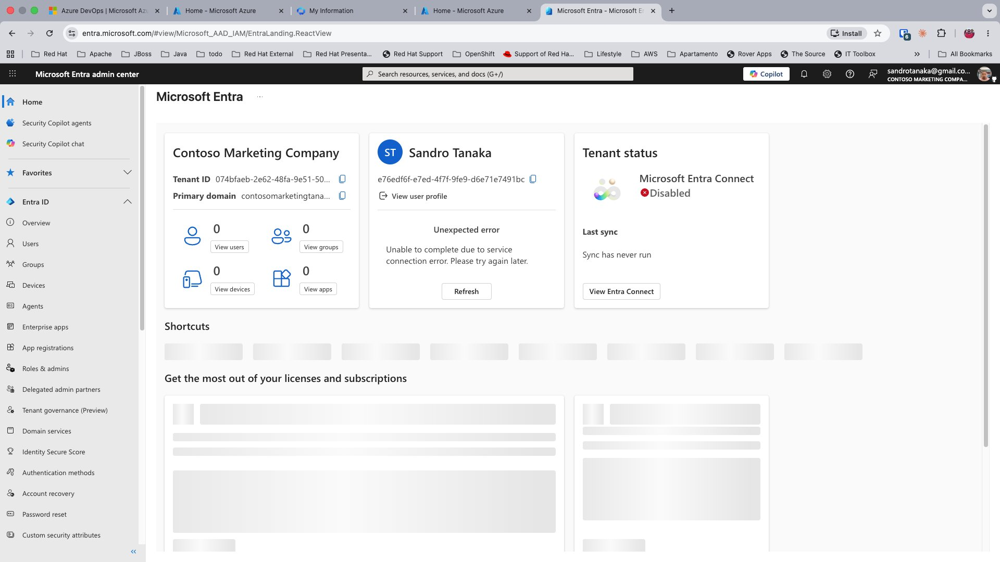 Azure DevOps | Microsoft Azu
Home - Microsoft Azure
My Information
Home - Microsoft Azure
Microsoft Entra - Microsoft En
entra.microsoft.com/#view/Microsoft_AAD_IAM/EntraLanding.ReactView
Install
6
Red Hat
Apache
JBoss
Java
todo
Red Hat External
Red Hat Presenta...
Red Hat Support
OpenShift
Support of Red Ha...
Lifestyle
AWS
Apartamento
Rover Apps
The Source
IT Toolbox
All Bookmarks
Microsoft Entra admin center
Search resources, services, and docs (G+/)
Copilot
sandrotanaka@gmail.co...
CONTOSO MARKETING COMPA...
Home
Security Copilot agents
Security Copilot chat
Favorites
Entra ID
Overview
Users
Groups
Devices
Agents
Enterprise apps
App registrations
Roles & admins
Delegated admin partners
Tenant governance (Preview)
Domain services
Identity Secure Score
Authentication methods
Account recovery
Password reset
Custom security attributes
Microsoft Entra
Contoso Marketing Company
Tenant ID 074bfaeb-2e62-48fa-9e51-50...
Primary domain contosomarketingtana...
0
View users
0
View groups
0
View devices
0
View apps
ST
Sandro Tanaka
e76edf6f-e7ed-4f7f-9fe9-d6e71e7491bc
View user profile
Unexpected error
Unable to complete due to service
connection error. Please try again later.
Refresh
Tenant status
Microsoft Entra Connect
Disabled
Last sync
Sync has never run
View Entra Connect
Shortcuts
Get the most out of your licenses and subscriptions